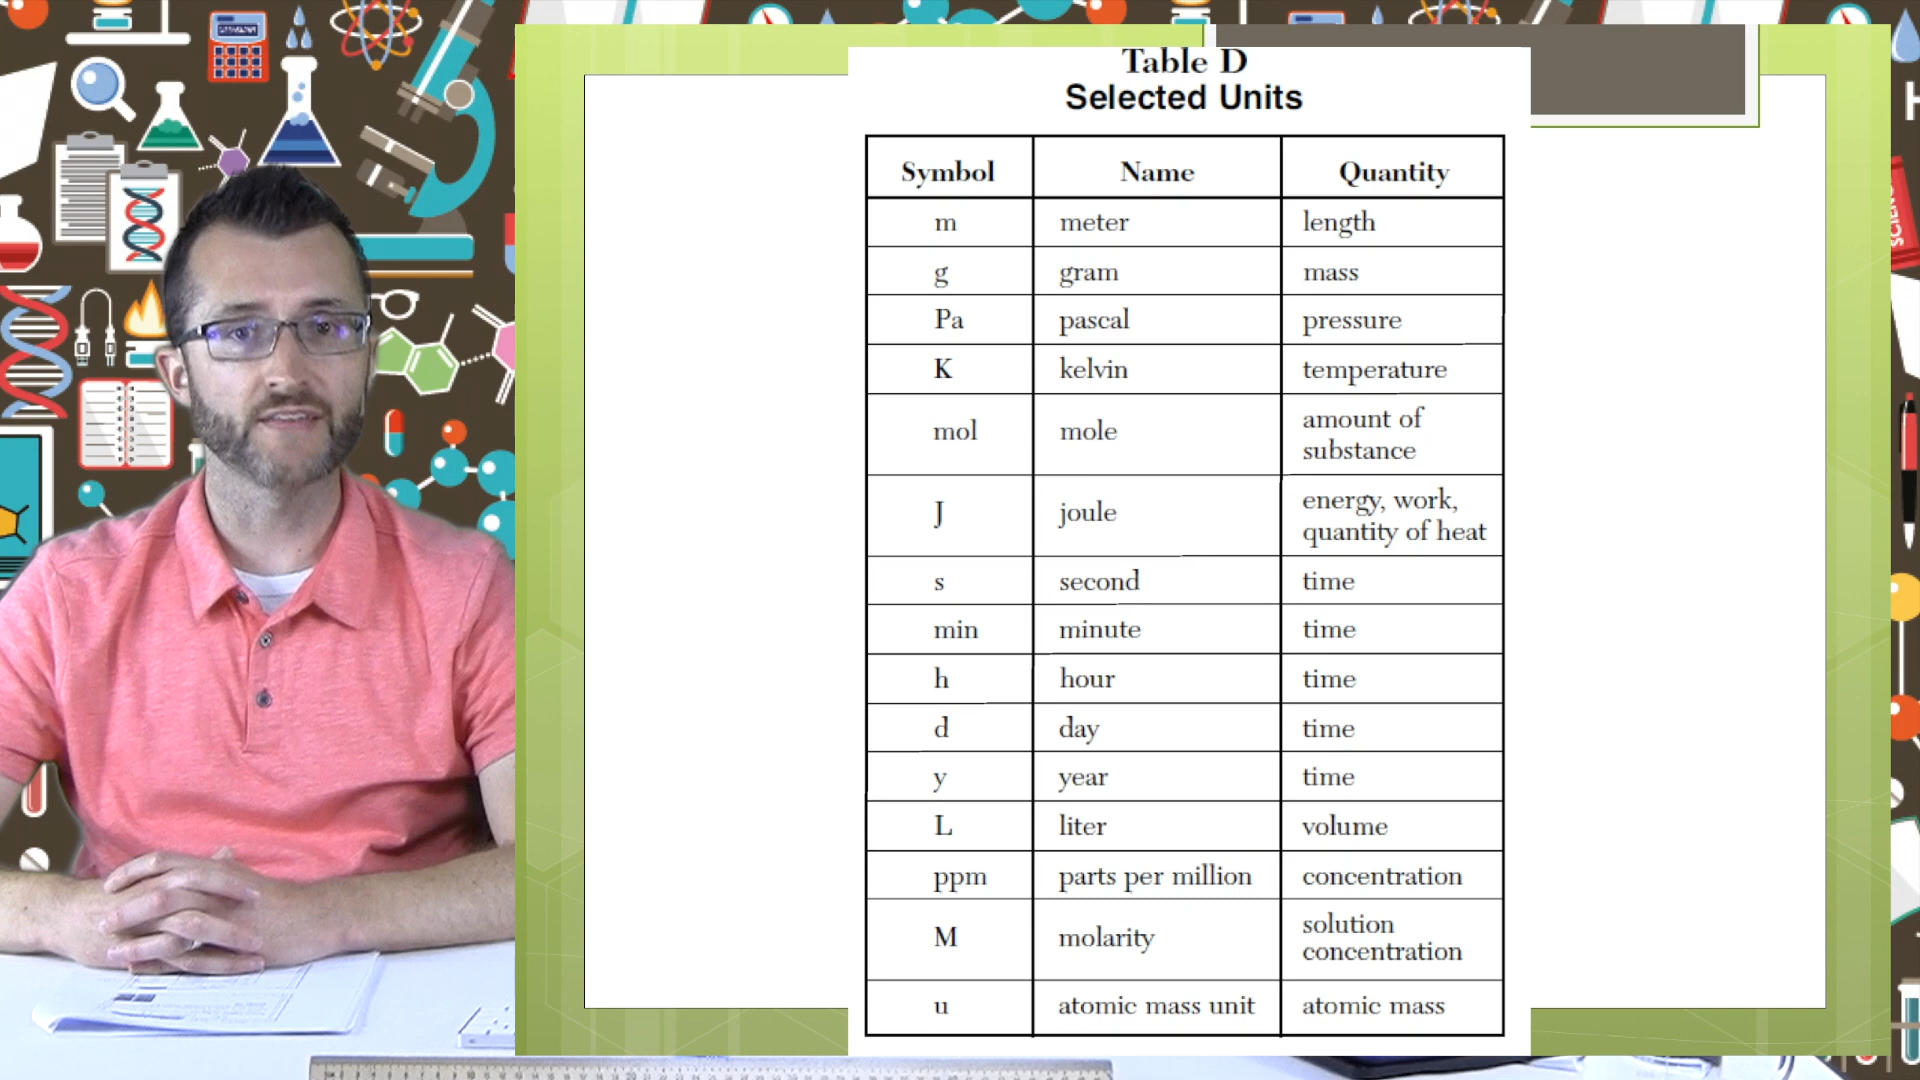 Table D
Selected Units
Symbol Name Quantity
m meter length
g gram mass
Pa pascal pressure
K kelvin temperature
mol mole amount of
substance
J joule energy, work,
quantity of heat
s second time
min minute time
h hour time
d day time
y year time
L liter volume
ppm parts per million concentration
M molarity solution
concentration
u atomic mass unit atomic mass